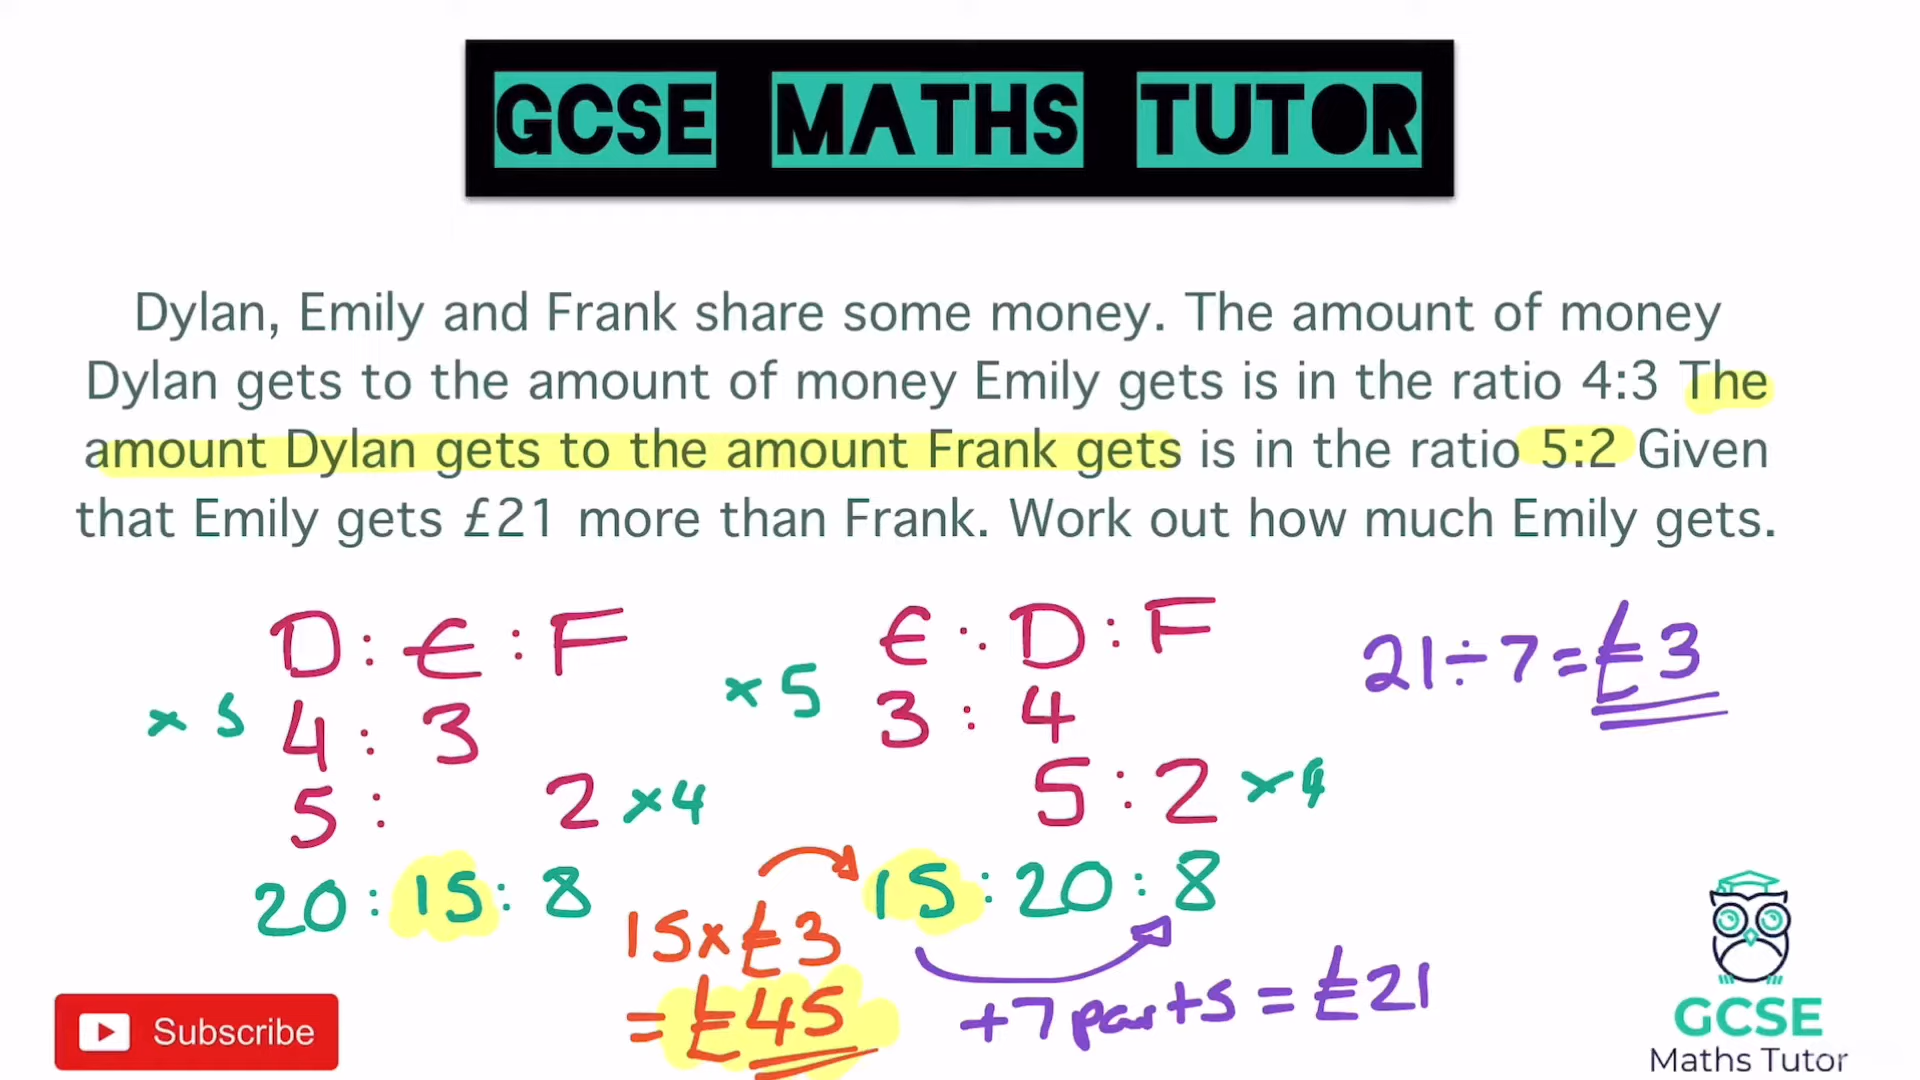 GCSE MATHS TUTOR
Dylan, Emily and Frank share some money. The amount of money
Dylan gets to the amount of money Emily gets is in the ratio 4:3 The
amount Dylan gets to the amount Frank gets is in the ratio 5:2 Given
that Emily gets £21 more than Frank. Work out how much Emily gets.
D : E : F
× 5 4 : 3
5 : 2 ×4
20 : 15 : 8
E : D : F
×5 3 : 4
5 : 2 ×4
15 : 20 : 8
21 ÷ 7 = £3
15 × £3
= £45
+7 parts = £21
Subscribe
GCSE
Maths Tutor